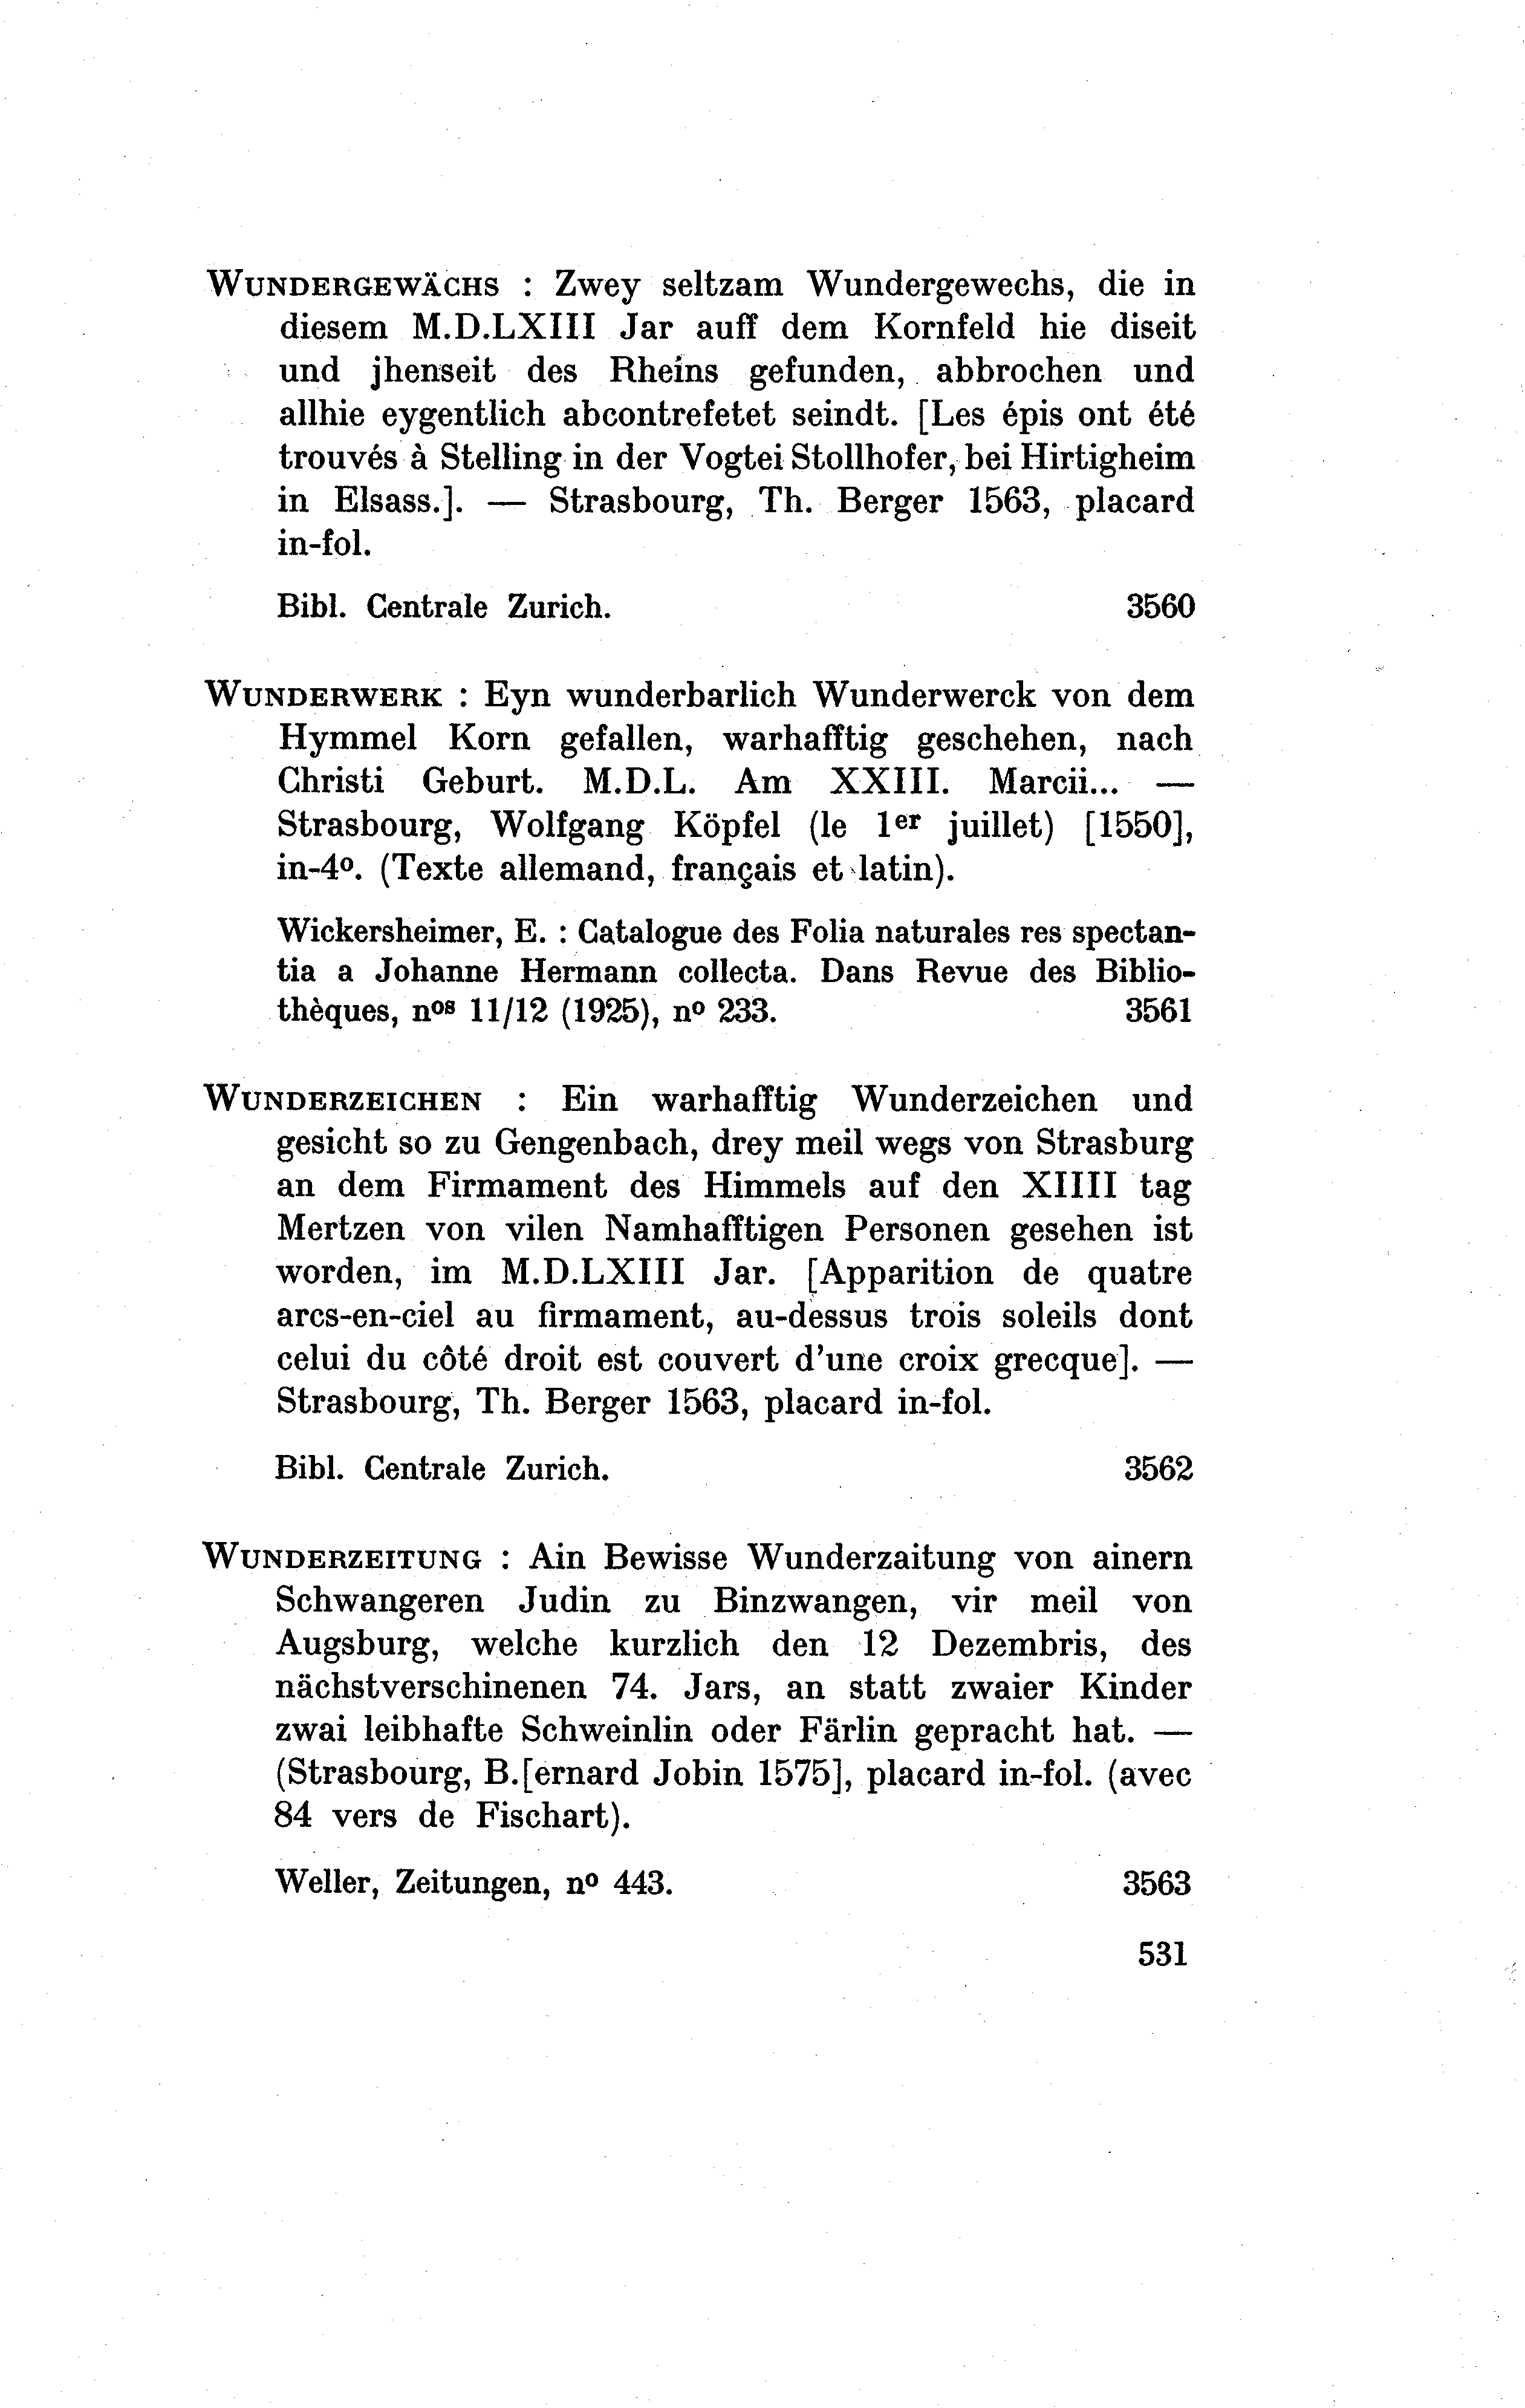 WUNDERGEWÄCHS : Zwey seltzam Wundergewechs, die in
diesem M.D.LXIII Jar auff dem Kornfeld hie diseit
und jhenseit des Rheins gefunden, abbrochen und
allhie eygentlich abcontrefetet seindt. [Les épis ont été
trouvés à Stelling in der Vogtei Stollhofer, bei Hirtigheim
in Elsass.]. — Strasbourg, Th. Berger 1563, placard
in-fol.
Bibl. Centrale Zurich. 3560
WUNDERWERK : Eyn wunderbarlich Wunderwerck von dem
Hymmel Korn gefallen, warhafftig geschehen, nach
Christi Geburt. M.D.L. Am XXIII. Marcii... —
Strasbourg, Wolfgang Köpfel (le 1er juillet) [1550],
in-4º. (Texte allemand, français et latin).
Wickersheimer, E. : Catalogue des Folia naturales res spectan-
tia a Johanne Hermann collecta. Dans Revue des Biblio-
thèques, nos 11/12 (1925), nº 233. 3561
WUNDERZEICHEN : Ein warhafftig Wunderzeichen und
gesicht so zu Gengenbach, drey meil wegs von Strasburg
an dem Firmament des Himmels auf den XIIII tag
Mertzen von vilen Namhafftigen Personen gesehen ist
worden, im M.D.LXIII Jar. [Apparition de quatre
arcs-en-ciel au firmament, au-dessus trois soleils dont
celui du côté droit est couvert d'une croix grecque]. —
Strasbourg, Th. Berger 1563, placard in-fol.
Bibl. Centrale Zurich. 3562
WUNDERZEITUNG : Ain Bewisse Wunderzaitung von ainern
Schwangeren Judin zu Binzwangen, vir meil von
Augsburg, welche kurzlich den 12 Dezembris, des
nächstverschinenen 74. Jars, an statt zwaier Kinder
zwai leibhafte Schweinlin oder Färlin gepracht hat. —
(Strasbourg, B.[ernard Jobin 1575], placard in-fol. (avec
84 vers de Fischart).
Weller, Zeitungen, nº 443. 3563
531